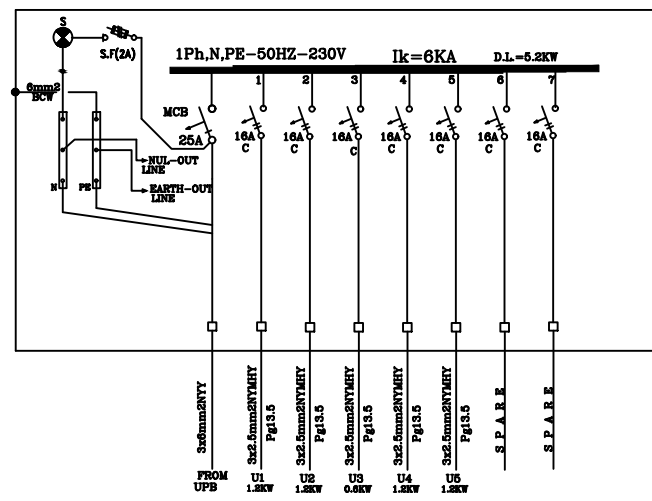 S
S.F(2A)
1Ph,N,PE-50HZ-230V
Ik=6KA
D.L.=5.2KW
1
2
3
4
5
6
7
6mm2
BCW
MCB
25A
16A
C
16A
C
16A
C
16A
C
16A
C
16A
C
16A
C
NUL-OUT
LINE
EARTH-OUT
LINE
N
PE
3x6mm2NYY
3x2.5mm2NYMHY
Pg13.5
3x2.5mm2NYMHY
Pg13.5
3x2.5mm2NYMHY
Pg13.5
3x2.5mm2NYMHY
Pg13.5
3x2.5mm2NYMHY
Pg13.5
S P A R E
S P A R E
FROM
UPB
U1
1.2KW
U2
1.2KW
U3
0.6KW
U4
1.2KW
U5
1.2KW